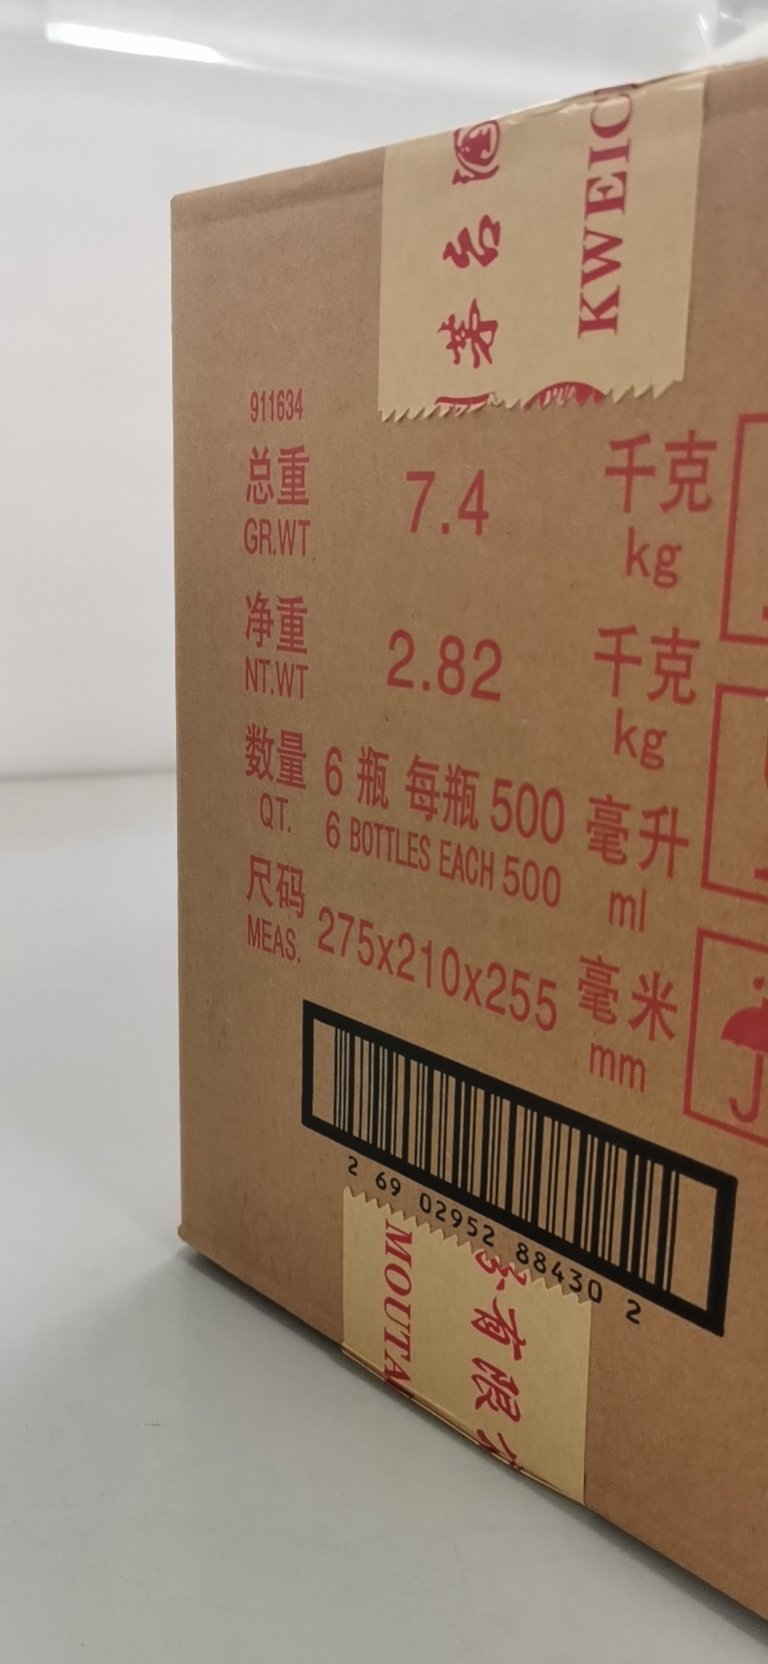 茅台酒
KWEIC
911634
总重 7.4 千克
GR.WT kg
净重 2.82 千克
NT.WT kg
数量 6 瓶 每瓶 500 毫升
QT. 6 BOTTLES EACH 500 ml
尺码 275x210x255 毫米
MEAS. mm
2 69 02952 88430 2
MOUTA
有限